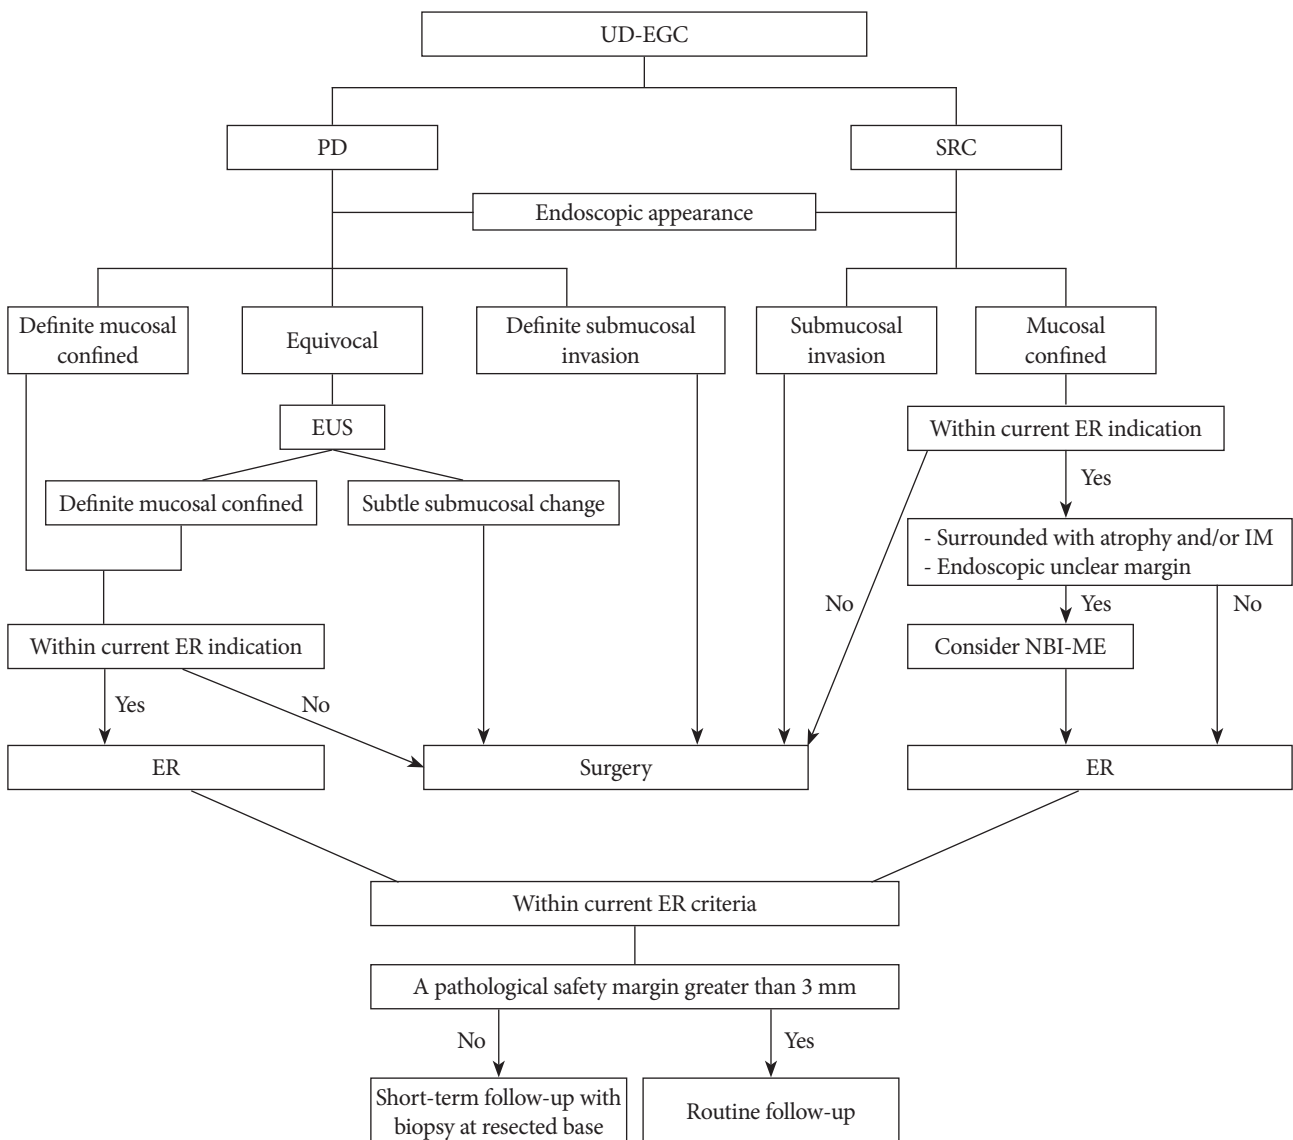 UD-EGC
PD
SRC
Endoscopic appearance
Definite mucosal
confined
Equivocal
Definite submucosal
invasion
Submucosal
invasion
Mucosal
confined
EUS
Within current ER indication
Yes
Definite mucosal confined
Subtle submucosal change
- Surrounded with atrophy and/or IM
- Endoscopic unclear margin
No
Yes
No
Within current ER indication
Consider NBI-ME
Yes
No
ER
Surgery
ER
Within current ER criteria
A pathological safety margin greater than 3 mm
No
Yes
Short-term follow-up with
biopsy at resected base
Routine follow-up